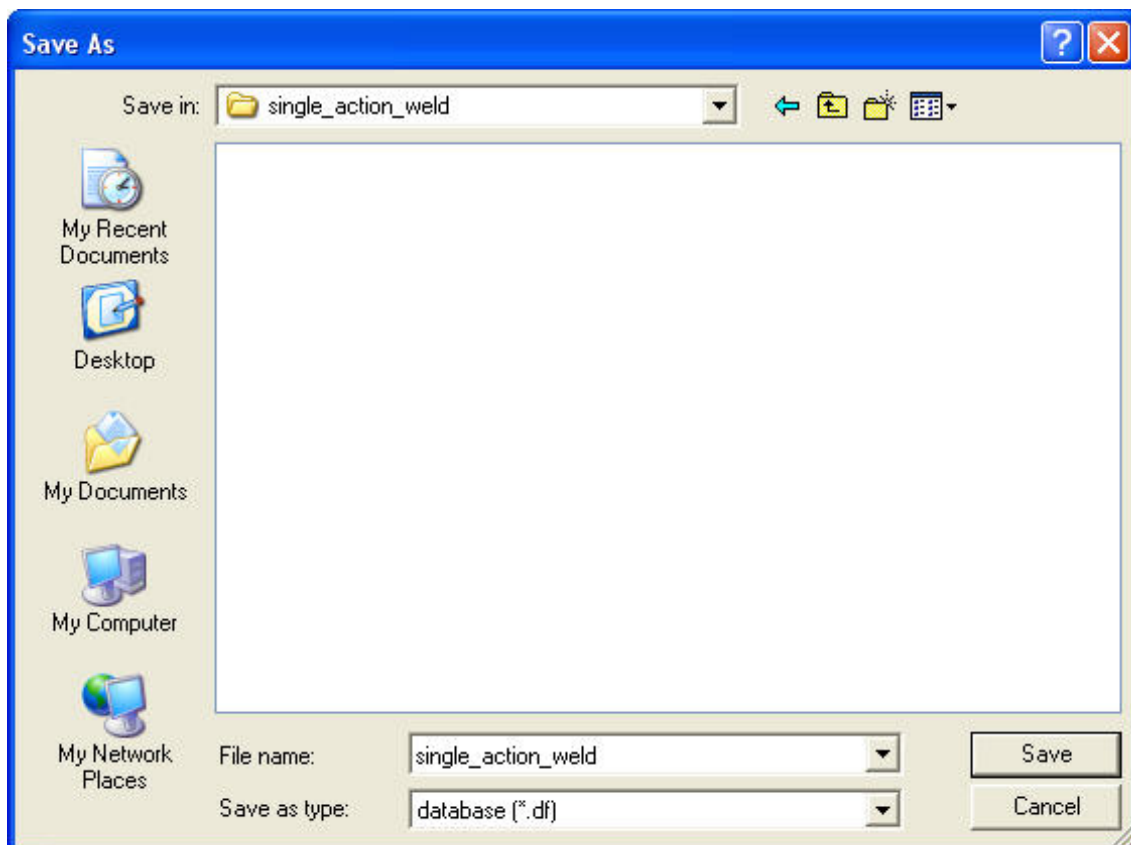 Save As
Save in:
single_action_weld
My Recent
Documents
Desktop
My Documents
My Computer
My Network
Places
File name:
single_action_weld
Save
Save as type:
database (*.df)
Cancel